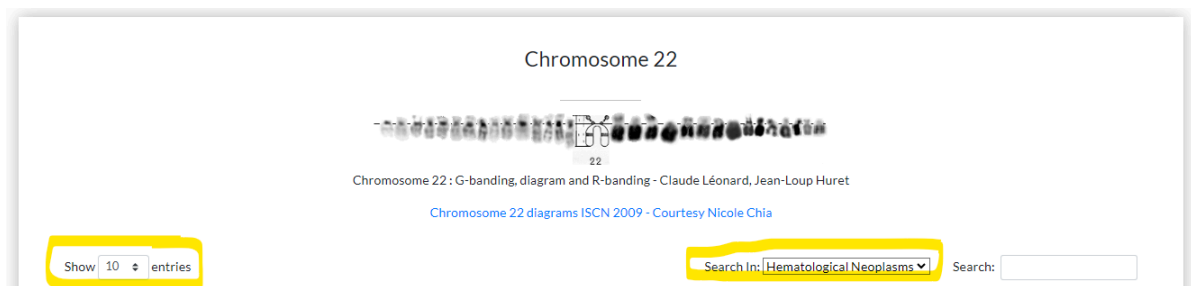 Chromosome 22
22
Chromosome 22 : G-banding, diagram and R-banding - Claude Léonard, Jean-Loup Huret
Chromosome 22 diagrams ISCN 2009 - Courtesy Nicole Chia
Show 10 entries Search In: Hematological Neoplasms Search: